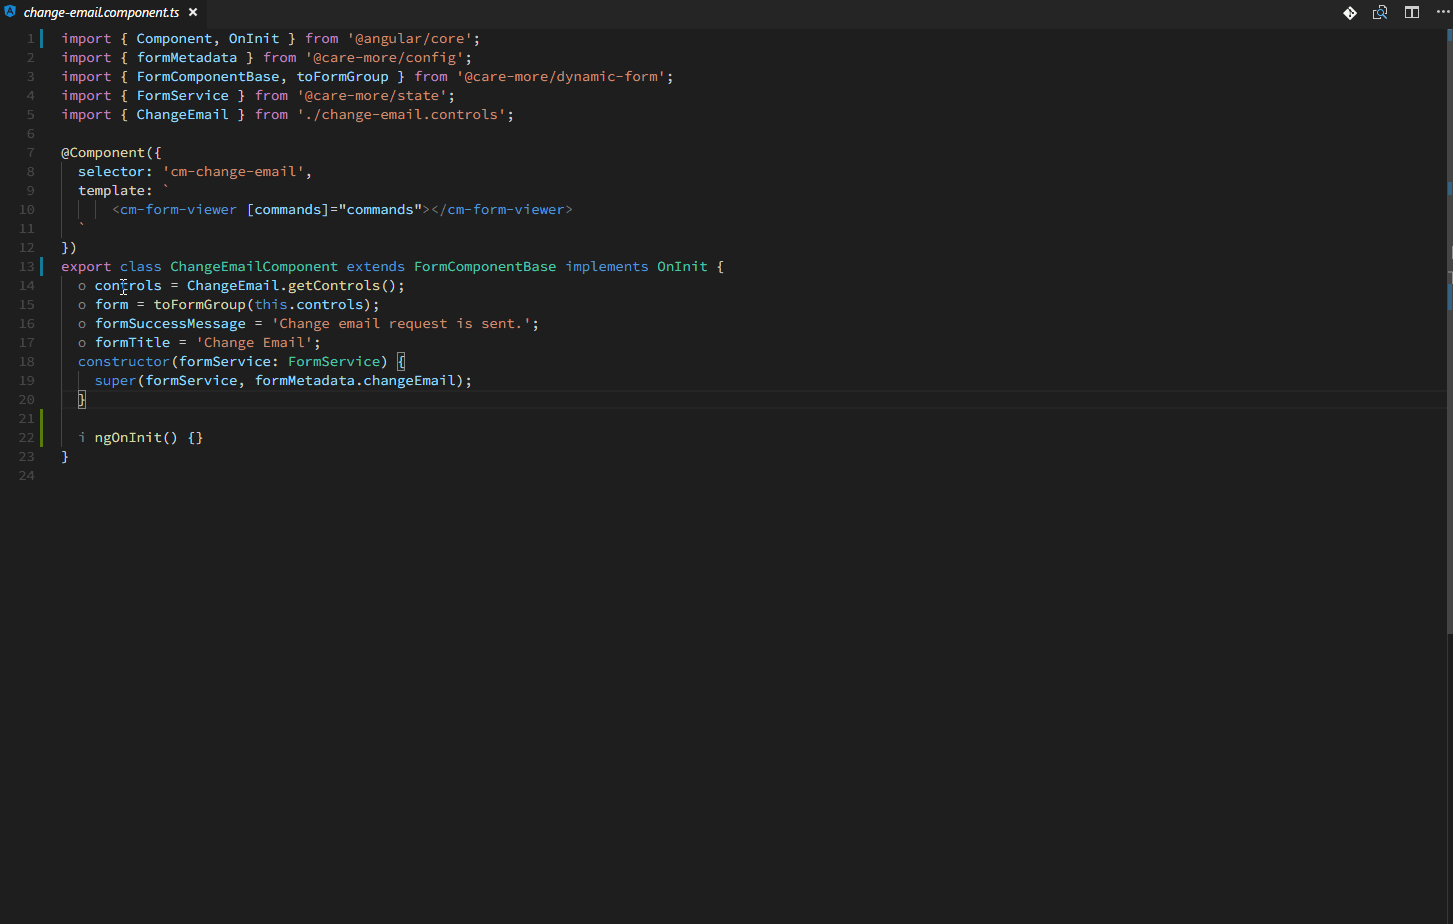 change-email.component.ts
1 import { Component, OnInit } from '@angular/core';
2 import { formMetadata } from '@care-more/config';
3 import { FormComponentBase, toFormGroup } from '@care-more/dynamic-form';
4 import { FormService } from '@care-more/state';
5 import { ChangeEmail } from './change-email.controls';
6
7 @Component({
8   selector: 'cm-change-email',
9   template: `
10       <cm-form-viewer [commands]="commands"></cm-form-viewer>
11   `
12 })
13 export class ChangeEmailComponent extends FormComponentBase implements OnInit {
14   o controls = ChangeEmail.getControls();
15   o form = toFormGroup(this.controls);
16   o formSuccessMessage = 'Change email request is sent.';
17   o formTitle = 'Change Email';
18   constructor(formService: FormService) {
19     super(formService, formMetadata.changeEmail);
20   }
21
22   i ngOnInit() {}
23 }
24